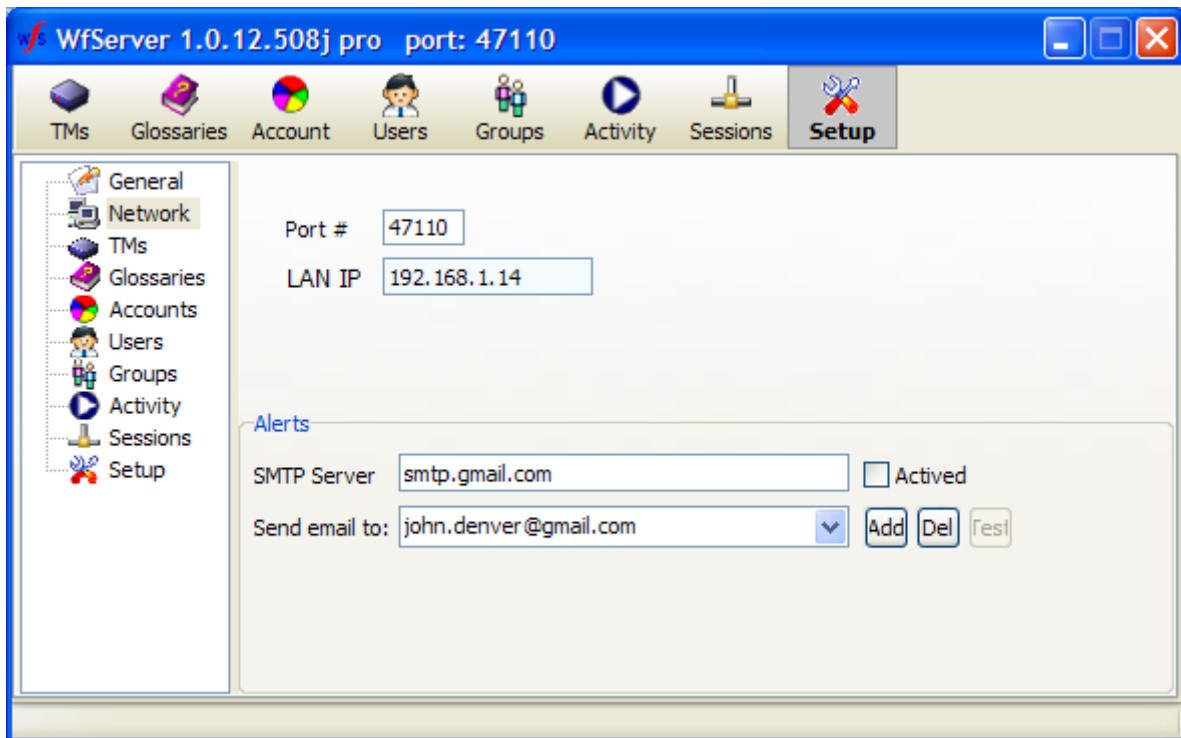 wfs WfServer 1.0.12.508j pro port: 47110
TMs Glossaries Account Users Groups Activity Sessions Setup
General
Network
TMs
Glossaries
Accounts
Users
Groups
Activity
Sessions
Setup
Port # 47110
LAN IP 192.168.1.14
Alerts
SMTP Server smtp.gmail.com Actived
Send email to: john.denver@gmail.com Add Del Test